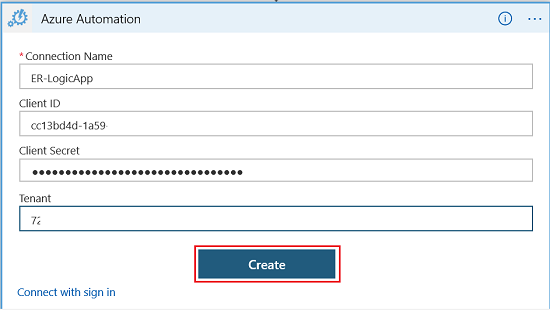 Azure Automation
* Connection Name
ER-LogicApp
Client ID
cc13bd4d-1a59-
Client Secret
●●●●●●●●●●●●●●●●●●●●●●●●●●●●●●●●
Tenant
72
Create
Connect with sign in